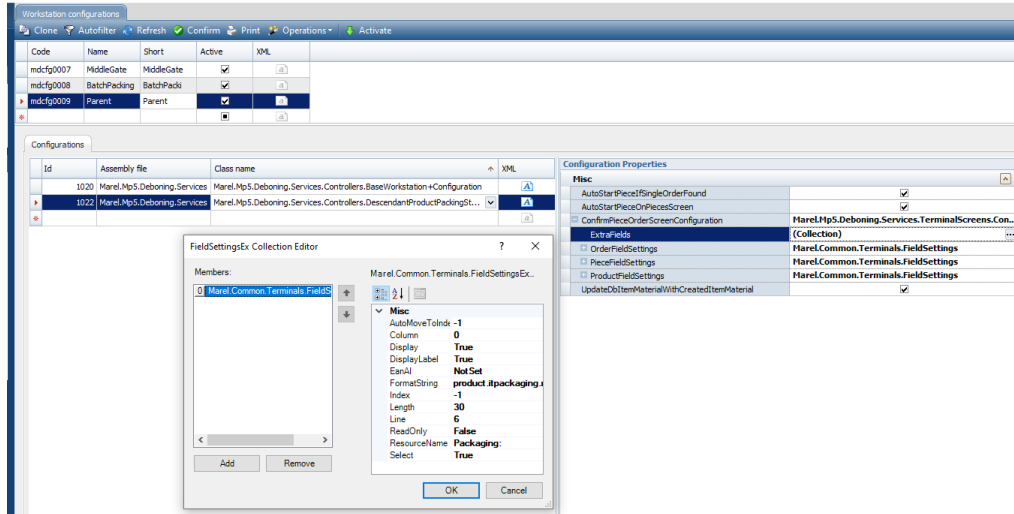 Workstation configurations
Clone Autofilter Refresh Confirm Print Operations Activate
Code Name Short Active XML
mdcfg0007 MiddleGate MiddleGate
mdcfg0008 BatchPacking BatchPacki
mdcfg0009 Parent Parent
Configurations
Id Assembly file Class name XML
1020 Marel.Mp5.Deboning.Services Marel.Mp5.Deboning.Services.Controllers.BaseWorkstation+Configuration
1022 Marel.Mp5.Deboning.Services Marel.Mp5.Deboning.Services.Controllers.DescendantProductPackingSt...
Configuration Properties
Misc
AutoStartPieceIfSingleOrderFound
AutoStartPieceOnPiecesScreen
ConfirmPieceOrderScreenConfiguration Marel.Mp5.Deboning.Services.TerminalScreens.Con...
ExtraFields (Collection) ...
OrderFieldSettings Marel.Common.Terminals.FieldSettings
PieceFieldSettings Marel.Common.Terminals.FieldSettings
ProductFieldSettings Marel.Common.Terminals.FieldSettings
UpdateDbItemMaterialWithCreatedItemMaterial
FieldSettingsEx Collection Editor ? X
Members:
0 Marel.Common.Terminals.FieldS
Add Remove
Marel.Common.Terminals.FieldSettingsEx...
Misc
AutoMoveToInde -1
Column 0
Display True
DisplayLabel True
EanAI NotSet
FormatString product.itpackaging.
Index -1
Length 30
Line 6
ReadOnly False
ResourceName Packaging:
Select True
OK Cancel